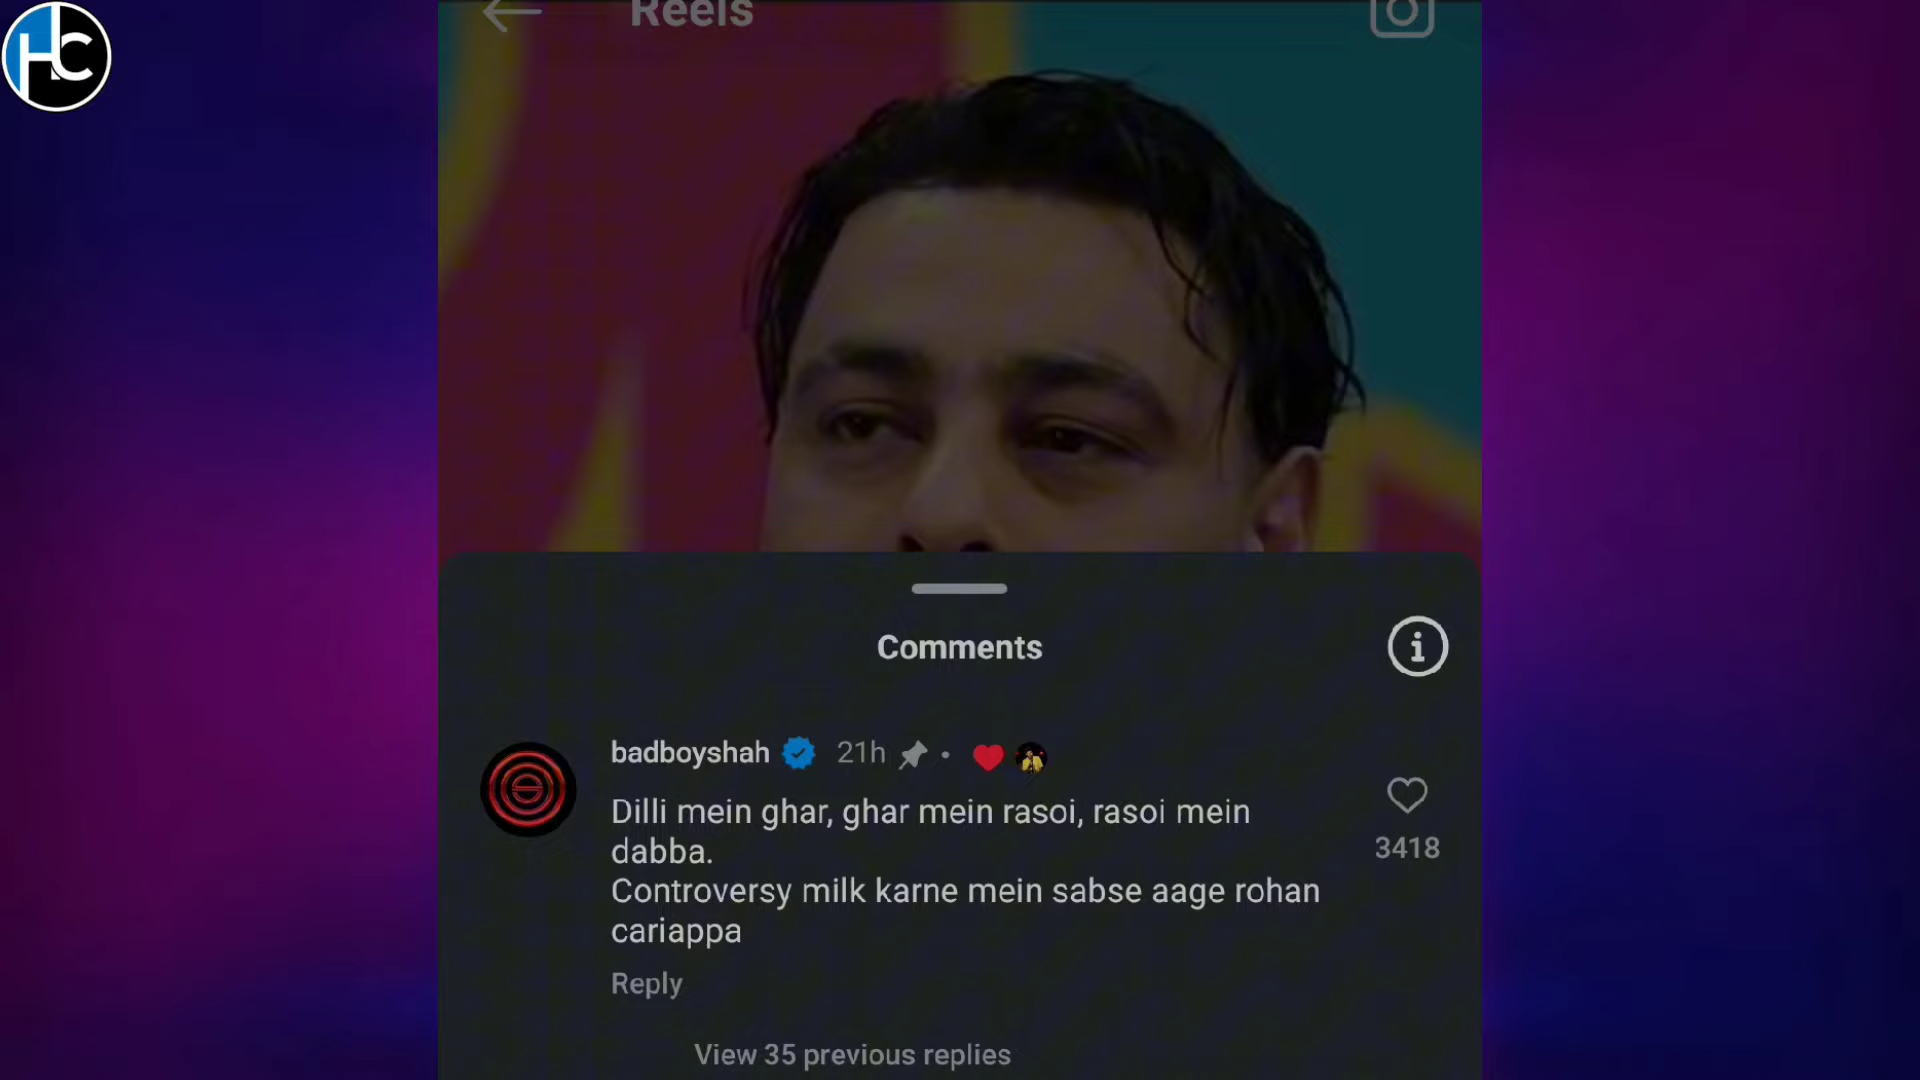 HC
Reels
Comments
badboyshah 21h
Dilli mein ghar, ghar mein rasoi, rasoi mein
dabba.
Controversy milk karne mein sabse aage rohan
cariappa
3418
Reply
View 35 previous replies